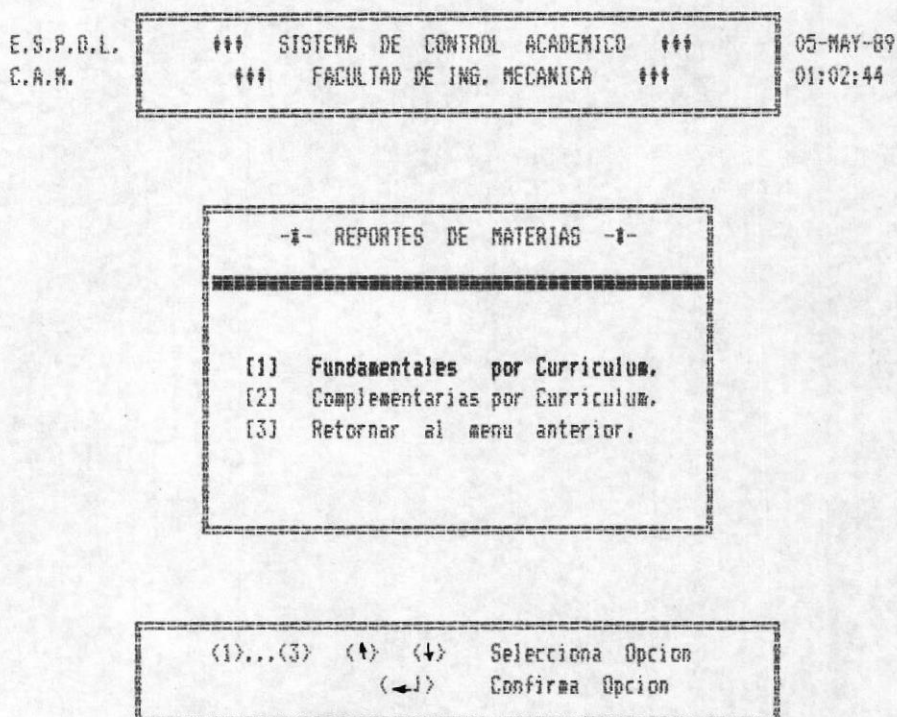 E.S.P.O.L. ♦♦♦ SISTEMA DE CONTROL ACADEMICO ♦♦♦ 05-MAY-89
C.A.M. ♦♦♦ FACULTAD DE ING. MECANICA ♦♦♦ 01:02:44
-‡- REPORTES DE MATERIAS -‡-
[1] Fundamentales por Curriculum.
[2] Complementarias por Curriculum.
[3] Retornar al menu anterior.
<1>...<3> <↑> <↓> Selecciona Opcion
<◄┘> Confirma Opcion